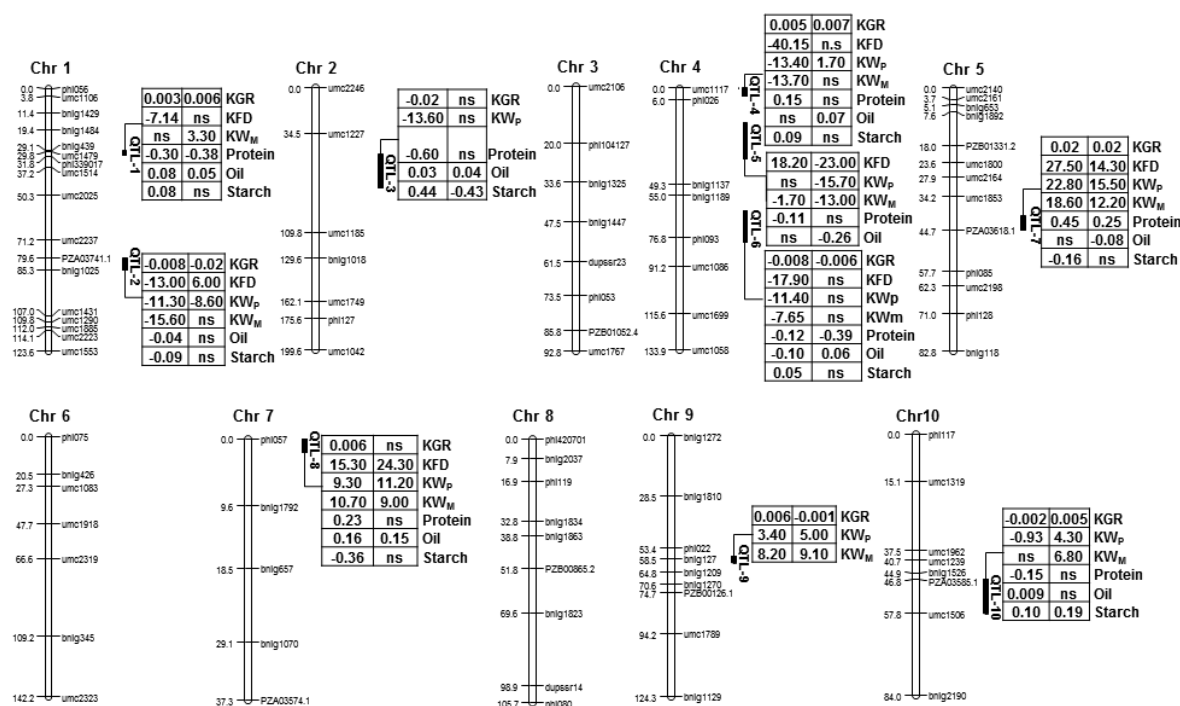 Chr 1
0.0 phi056
3.8 umc1106
11.4 bnlg1429
19.4 bnlg1484
29.1 bnlg439
29.8 umc1479
31.8 phi339017
37.2 umc1514
50.3 umc2025
71.2 umc2237
79.6 PZA03741.1
85.3 bnlg1025
107.0 umc1431
109.8 umc1290
112.0 umc1885
114.1 umc2223
123.6 umc1553
QTL-1
0.003 0.006 KGR
-7.14 ns KFD
ns 3.30 KWM
-0.30 -0.38 Protein
0.08 0.05 Oil
0.08 ns Starch
QTL-2
-0.008 -0.02 KGR
-13.00 6.00 KFD
-11.30 -8.60 KWP
-15.60 ns KWM
-0.04 ns Oil
-0.09 ns Starch
Chr 2
0.0 umc2246
34.5 umc1227
109.8 umc1185
129.6 bnlg1018
162.1 umc1749
175.6 phi127
199.6 umc1042
QTL-3
-0.02 ns KGR
-13.60 ns KWP
-0.60 ns Protein
0.03 0.04 Oil
0.44 -0.43 Starch
Chr 3
0.0 umc2106
20.0 phi104127
33.6 bnlg1325
47.5 bnlg1447
61.5 dupssr23
73.5 phi053
85.8 PZB01052.4
92.8 umc1767
Chr 4
0.0 umc1117
6.0 phi026
49.3 bnlg1137
55.0 bnlg1189
76.8 phi093
91.2 umc1086
115.6 umc1699
133.9 umc1058
QTL-4
0.005 0.007 KGR
-40.15 n.s KFD
-13.40 1.70 KWP
-13.70 ns KWM
0.15 ns Protein
ns 0.07 Oil
0.09 ns Starch
QTL-5
18.20 -23.00 KFD
ns -15.70 KWP
-1.70 -13.00 KWM
-0.11 ns Protein
ns -0.26 Oil
QTL-6
-0.008 -0.006 KGR
-17.90 ns KFD
-11.40 ns KWp
-7.65 ns KWm
-0.12 -0.39 Protein
-0.10 0.06 Oil
0.05 ns Starch
Chr 5
0.0 umc2140
3.7 umc2161
5.1 bnlg653
7.6 bnlg1892
18.0 PZB01331.2
23.6 umc1800
27.9 umc2164
34.2 umc1853
44.7 PZA03618.1
57.7 phi085
62.3 umc2198
71.0 phi128
82.8 bnlg118
QTL-7
0.02 0.02 KGR
27.50 14.30 KFD
22.80 15.50 KWP
18.60 12.20 KWM
0.45 0.25 Protein
ns -0.08 Oil
-0.16 ns Starch
Chr 6
0.0 phi075
20.5 bnlg426
27.3 umc1083
47.7 umc1918
66.6 umc2319
109.2 bnlg345
142.2 umc2323
Chr 7
0.0 phi057
9.6 bnlg1792
18.5 bnlg657
29.1 bnlg1070
37.3 PZA03574.1
QTL-8
0.006 ns KGR
15.30 24.30 KFD
9.30 11.20 KWP
10.70 9.00 KWM
0.23 ns Protein
0.16 0.15 Oil
-0.36 ns Starch
Chr 8
0.0 phi420701
7.9 bnlg2037
16.9 phi119
32.8 bnlg1834
38.8 bnlg1863
51.8 PZB00865.2
69.6 bnlg1823
98.9 dupssr14
105.7 phi080
Chr 9
0.0 bnlg1272
28.5 bnlg1810
53.4 phi022
58.5 bnlg127
64.8 bnlg1209
70.6 bnlg1270
74.7 PZB00126.1
94.2 umc1789
124.3 bnlg1129
QTL-9
0.006 -0.001 KGR
3.40 5.00 KWP
8.20 9.10 KWM
Chr10
0.0 phi117
15.1 umc1319
37.5 umc1962
40.7 umc1239
44.9 bnlg1526
46.8 PZA03585.1
57.8 umc1506
84.0 bnlg2190
QTL-10
-0.002 0.005 KGR
-0.93 4.30 KWP
ns 6.80 KWM
-0.15 ns Protein
0.009 ns Oil
0.10 0.19 Starch